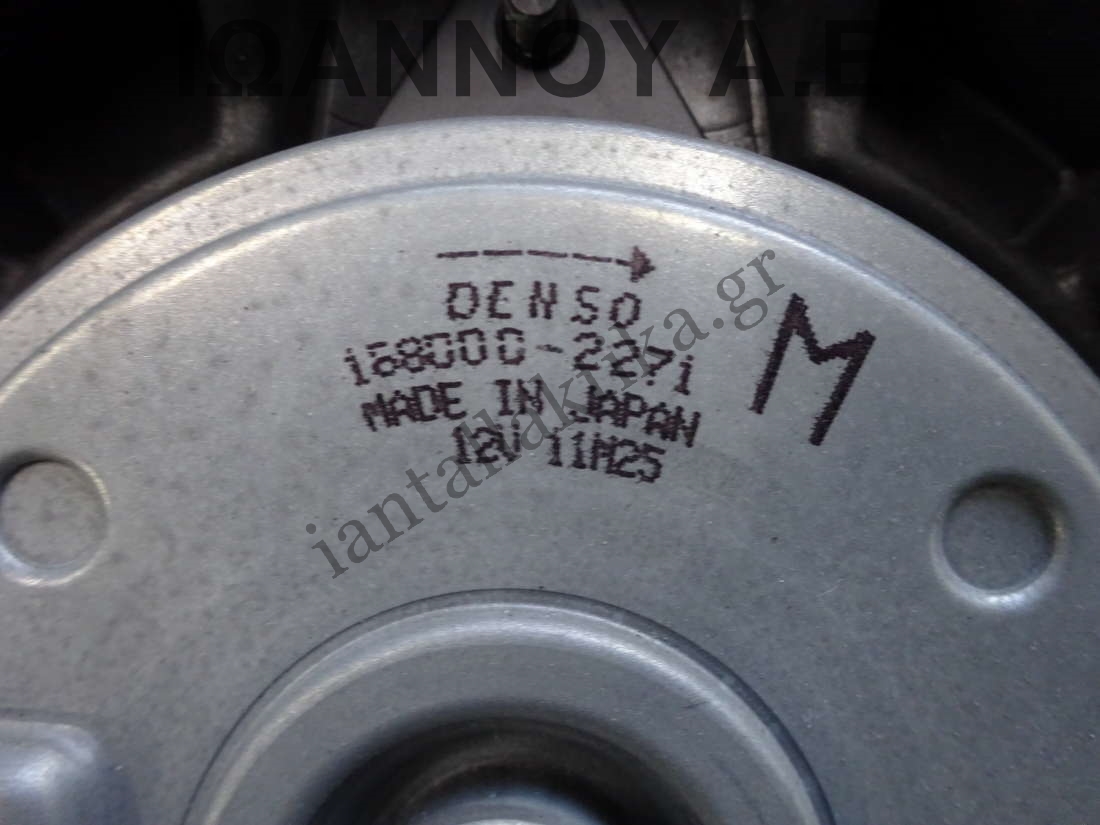 ΙΩΑΝΝΟΥ Α.Ε.
DENSO
168000-2271
MADE IN JAPAN
12V 11M25
M
iantallaktika.gr